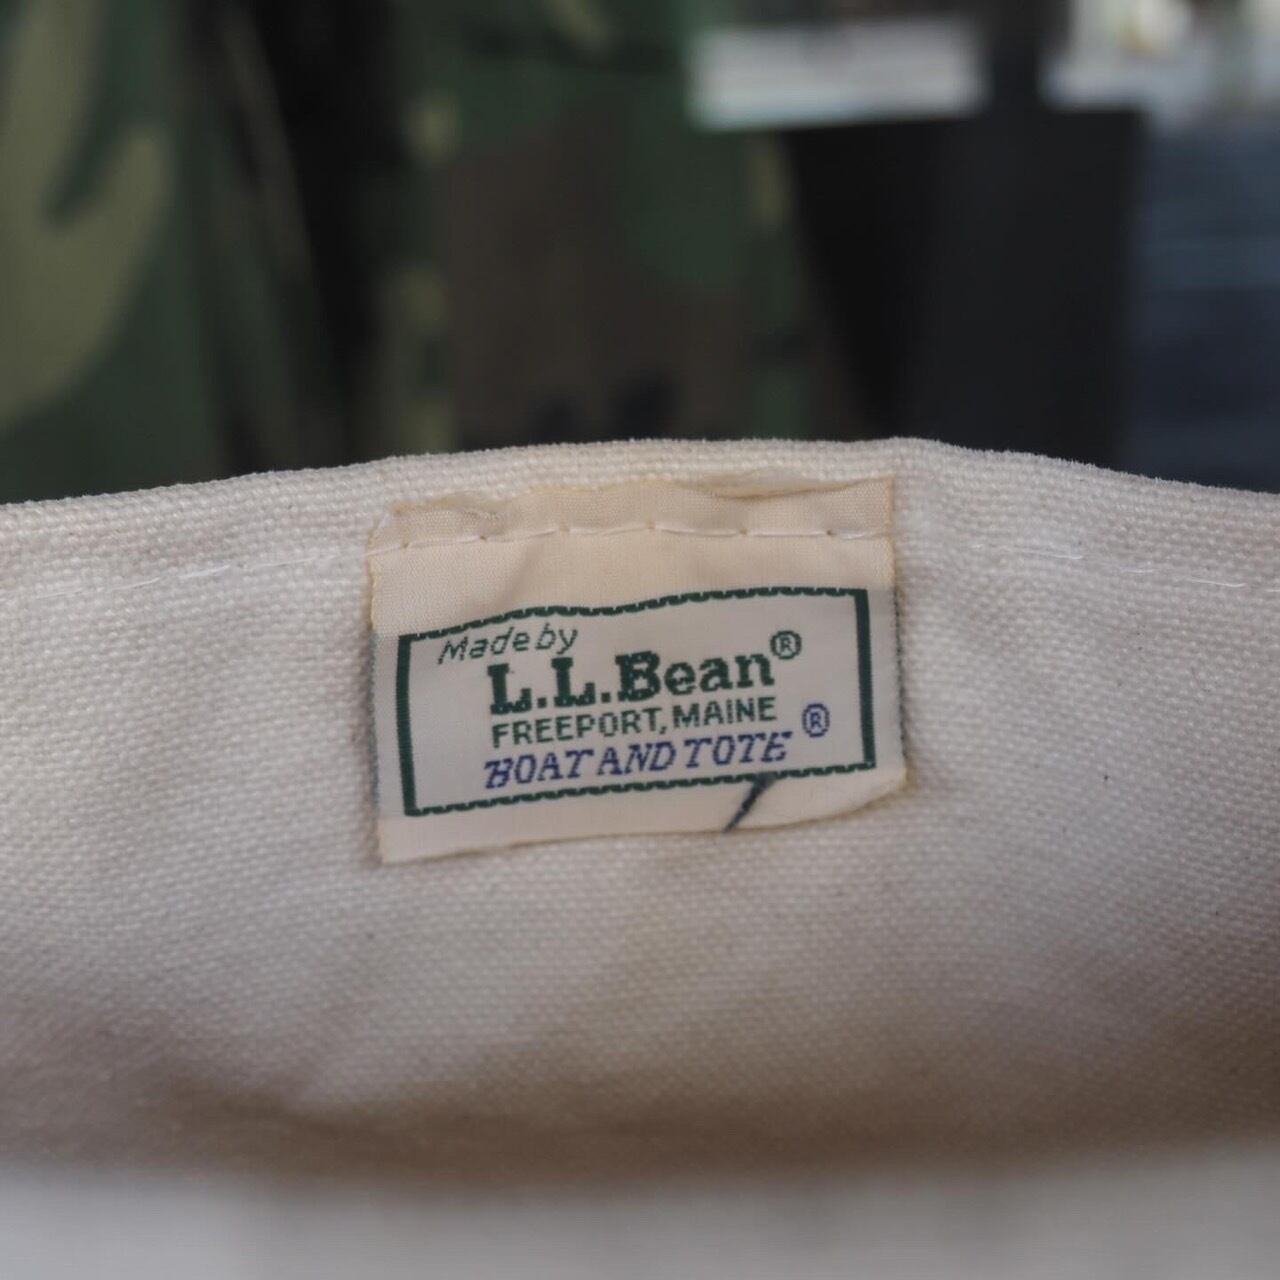 Made by
L.L.Bean®
FREEPORT, MAINE
BOAT AND TOTE®